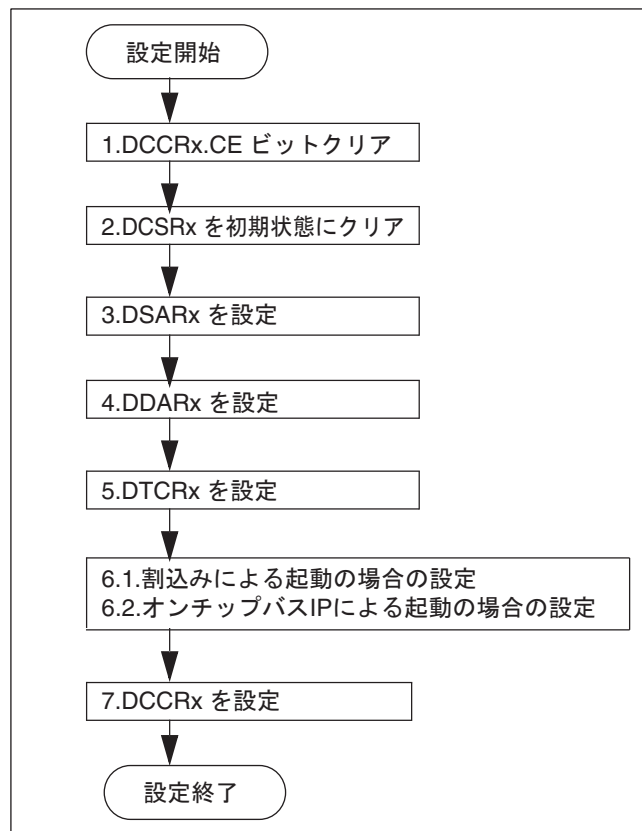 設定開始
1.DCCRx.CE ビットクリア
2.DCSRx を初期状態にクリア
3.DSARx を設定
4.DDARx を設定
5.DTCRx を設定
6.1.割込みによる起動の場合の設定
6.2.オンチップバスIPによる起動の場合の設定
7.DCCRx を設定
設定終了